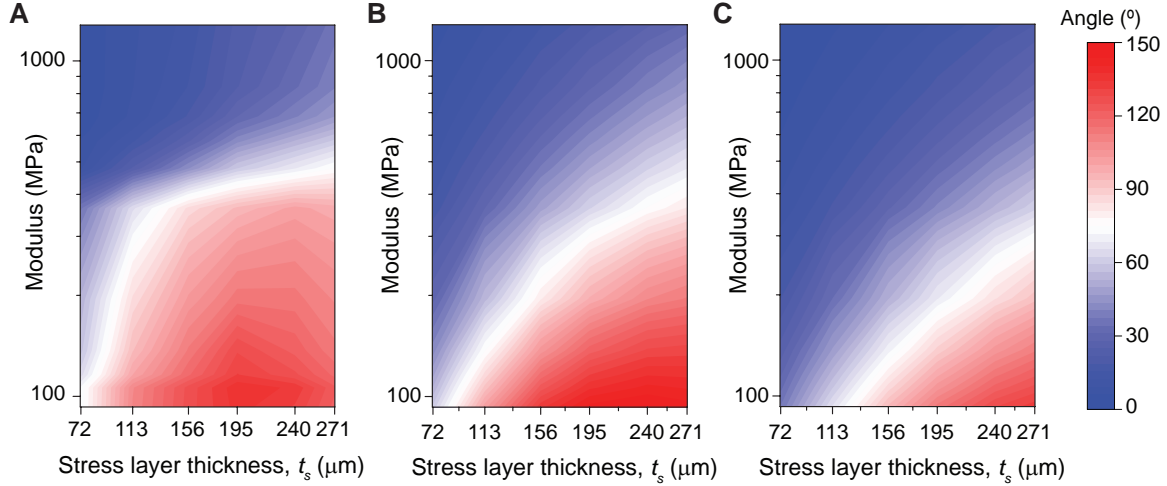 A
B
C
Angle (º)
1000
100
Modulus (MPa)
72 113 156 195 240 271
Stress layer thickness, ts (μm)
1000
100
Modulus (MPa)
72 113 156 195 240 271
Stress layer thickness, ts (μm)
1000
100
Modulus (MPa)
72 113 156 195 240 271
Stress layer thickness, ts (μm)
150
120
90
60
30
0